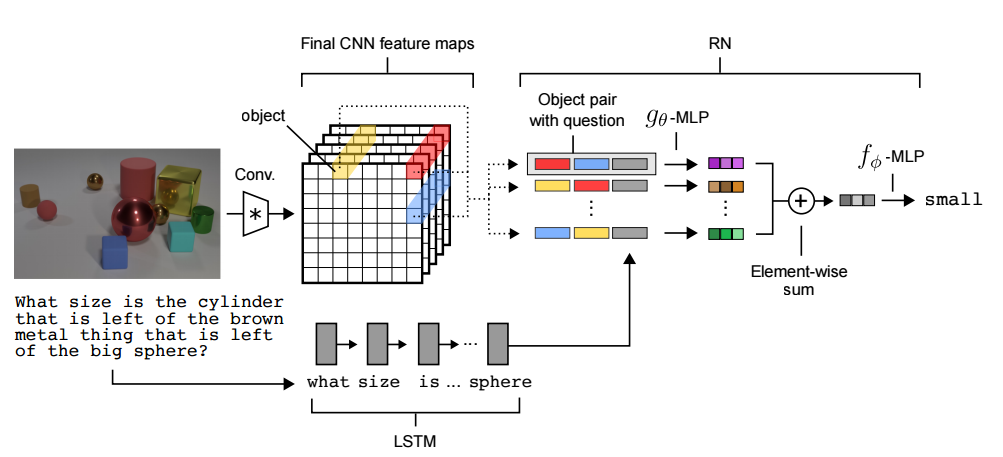 Final CNN feature maps
RN
object
Object pair
with question
gθ-MLP
fϕ-MLP
Conv.
*
...
...
+
small
Element-wise
sum
What size is the cylinder
that is left of the brown
metal thing that is left
of the big sphere?
...
what size is ... sphere
LSTM